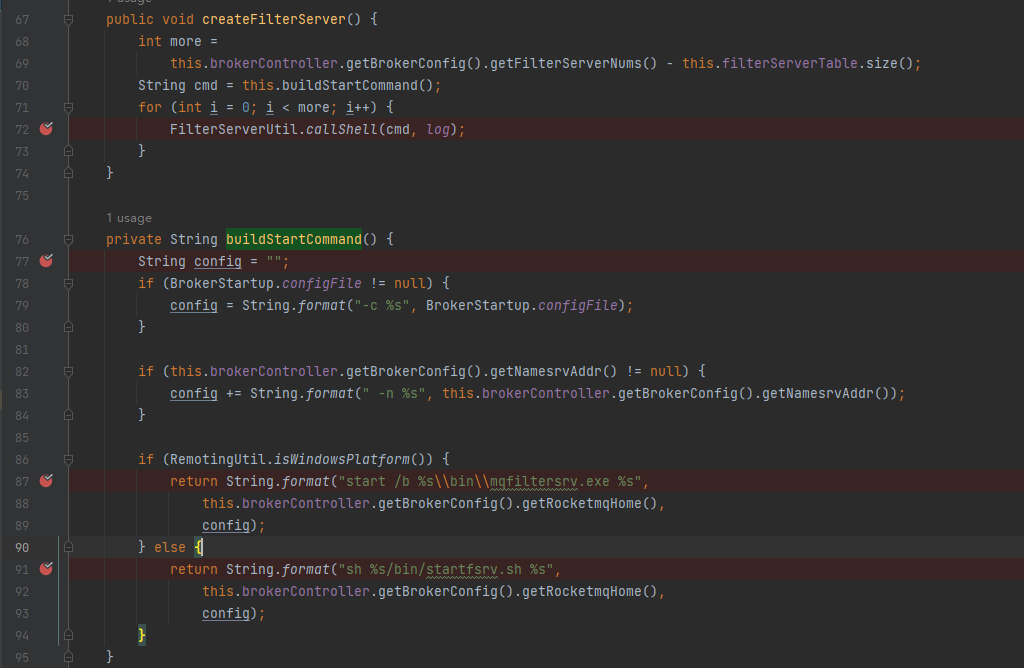 67 public void createFilterServer() {
68 int more =
69 this.brokerController.getBrokerConfig().getFilterServerNums() - this.filterServerTable.size();
70 String cmd = this.buildStartCommand();
71 for (int i = 0; i < more; i++) {
72 FilterServerUtil.callShell(cmd, log);
73 }
74 }
75
1 usage
76 private String buildStartCommand() {
77 String config = "";
78 if (BrokerStartup.configFile != null) {
79 config = String.format("-c %s", BrokerStartup.configFile);
80 }
81
82 if (this.brokerController.getBrokerConfig().getNamesrvAddr() != null) {
83 config += String.format(" -n %s", this.brokerController.getBrokerConfig().getNamesrvAddr());
84 }
85
86 if (RemotingUtil.isWindowsPlatform()) {
87 return String.format("start /b %s\\bin\\mqfiltersrv.exe %s",
88 this.brokerController.getBrokerConfig().getRocketmqHome(),
89 config);
90 } else {
91 return String.format("sh %s/bin/startfsrv.sh %s",
92 this.brokerController.getBrokerConfig().getRocketmqHome(),
93 config);
94 }
95 }